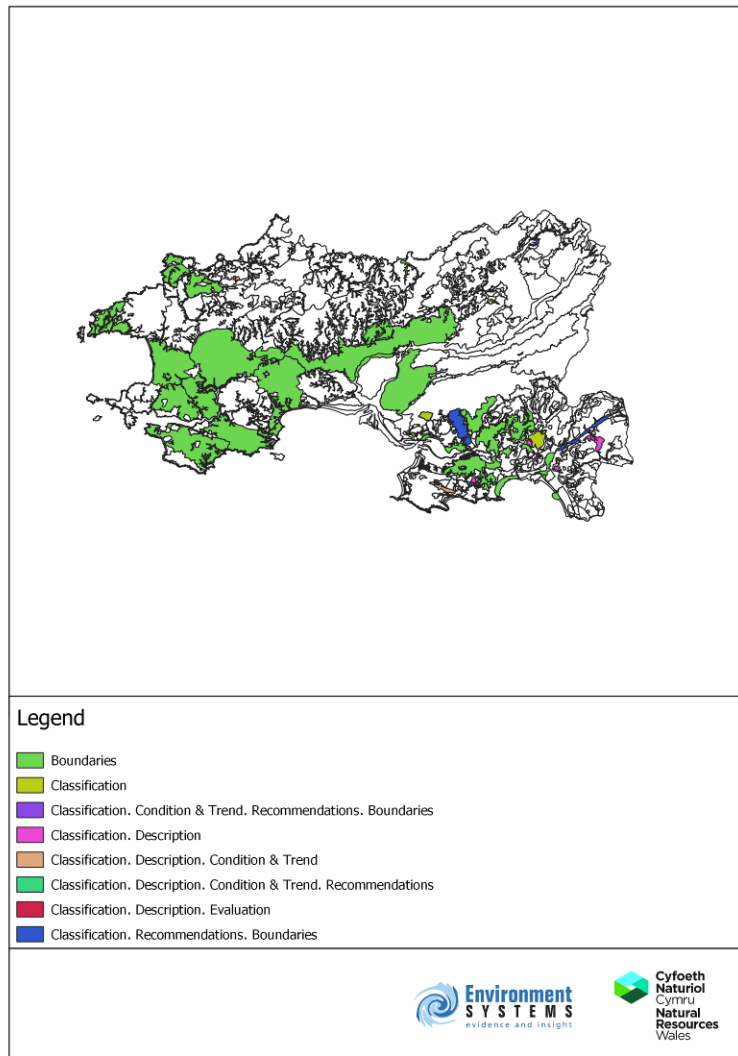 Legend
Boundaries
Classification
Classification. Condition & Trend. Recommendations. Boundaries
Classification. Description
Classification. Description. Condition & Trend
Classification. Description. Condition & Trend. Recommendations
Classification. Description. Evaluation
Classification. Recommendations. Boundaries
Environment
SYSTEMS
evidence and insight
Cyfoeth
Naturiol
Cymru
Natural
Resources
Wales